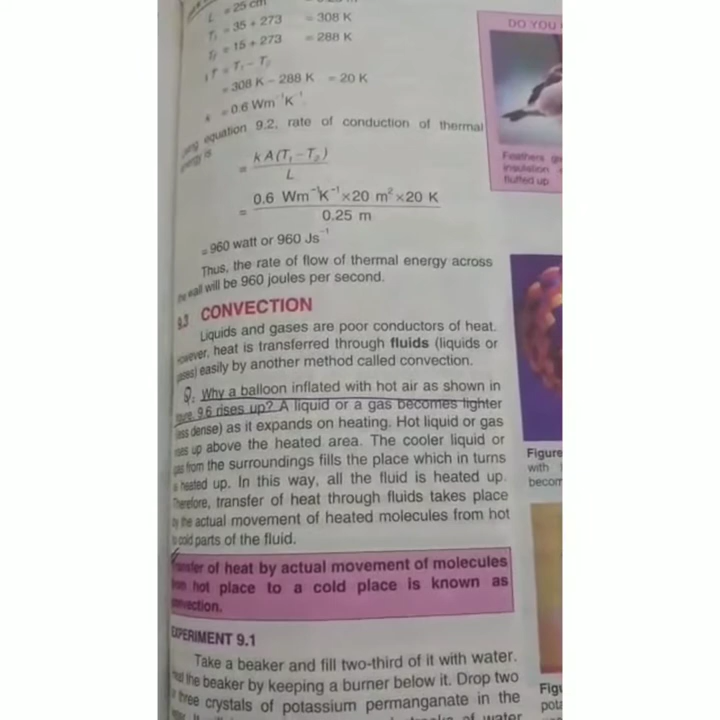 L = 25 cm
T₁ = 35 + 273 = 308 K
T₂ = 15 + 273 = 288 K
T = T₁ − T₂
= 308 K − 288 K = 20 K
k = 0.6 Wm⁻¹K⁻¹
equation 9.2, rate of conduction of thermal
energy is
= kA(T₁ − T₂) / L
= 0.6 Wm⁻¹K⁻¹ × 20 m² × 20 K / 0.25 m
= 960 watt or 960 Js⁻¹
Thus, the rate of flow of thermal energy across
the wall will be 960 joules per second.
9.3 CONVECTION
Liquids and gases are poor conductors of heat.
However, heat is transferred through fluids (liquids or
gases) easily by another method called convection.
Q. Why a balloon inflated with hot air as shown in
figure 9.6 rises up? A liquid or a gas becomes lighter
(less dense) as it expands on heating. Hot liquid or gas
rises up above the heated area. The cooler liquid or
gas from the surroundings fills the place which in turns
is heated up. In this way, all the fluid is heated up.
Therefore, transfer of heat through fluids takes place
by the actual movement of heated molecules from hot
to cold parts of the fluid.
Transfer of heat by actual movement of molecules
from hot place to a cold place is known as
convection.
EXPERIMENT 9.1
Take a beaker and fill two-third of it with water.
the beaker by keeping a burner below it. Drop two
or three crystals of potassium permanganate in the
of water
DO YOU
Feathers
insulation
fluffed up
Figure
with
becom
Figu
pota